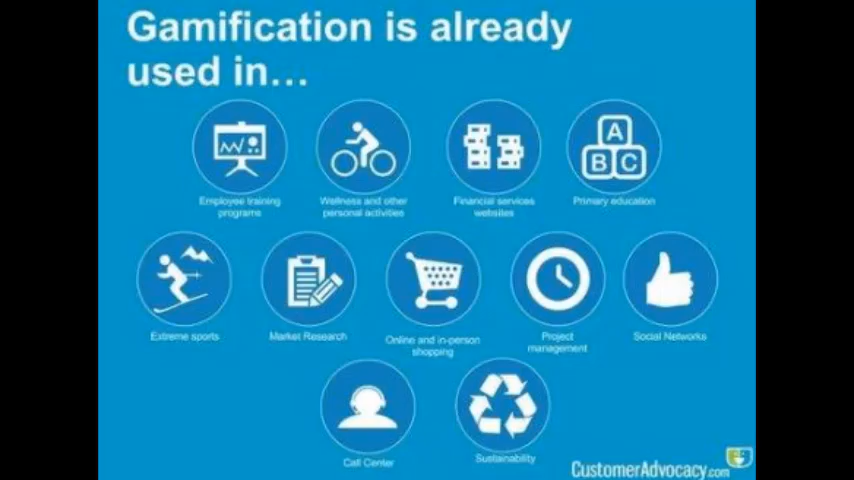 Gamification is already
used in...
Employee training
programs
Wellness and other
personal activities
Financial services
websites
A
B C
Primary education
Extreme sports
Market Research
Online and in-person
shopping
Project
management
Social Networks
Call Center
Sustainability
CustomerAdvocacy.com